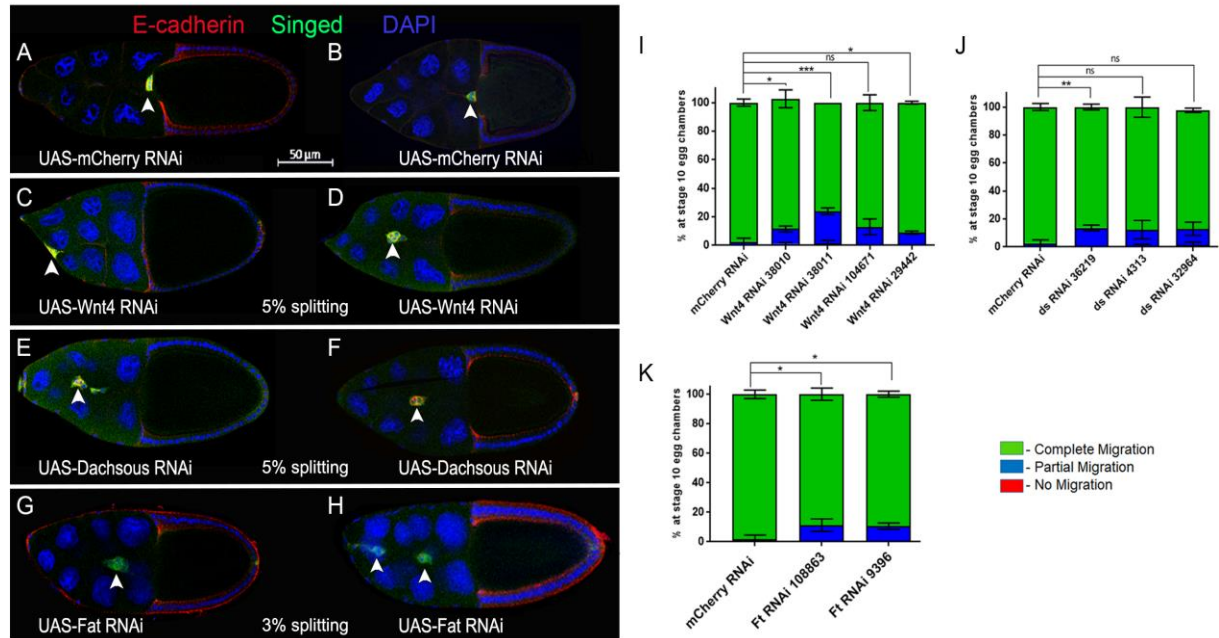 E-cadherin Singed DAPI
A B
UAS-mCherry RNAi 50 µm UAS-mCherry RNAi
C D
UAS-Wnt4 RNAi 5% splitting UAS-Wnt4 RNAi
E F
UAS-Dachsous RNAi 5% splitting UAS-Dachsous RNAi
G H
UAS-Fat RNAi 3% splitting UAS-Fat RNAi
I
*
ns
***
*
% at stage 10 egg chambers
100
80
60
40
20
0
mCherry RNAi
Wnt4 RNAi 38010
Wnt4 RNAi 38011
Wnt4 RNAi 104671
Wnt4 RNAi 29442
J
ns
ns
**
% at stage 10 egg chambers
100
80
60
40
20
0
mCherry RNAi
ds RNAi 36219
ds RNAi 4313
ds RNAi 32964
K
*
*
% at stage 10 egg chambers
100
80
60
40
20
0
mCherry RNAi
Ft RNAi 108863
Ft RNAi 9396
- Complete Migration
- Partial Migration
- No Migration